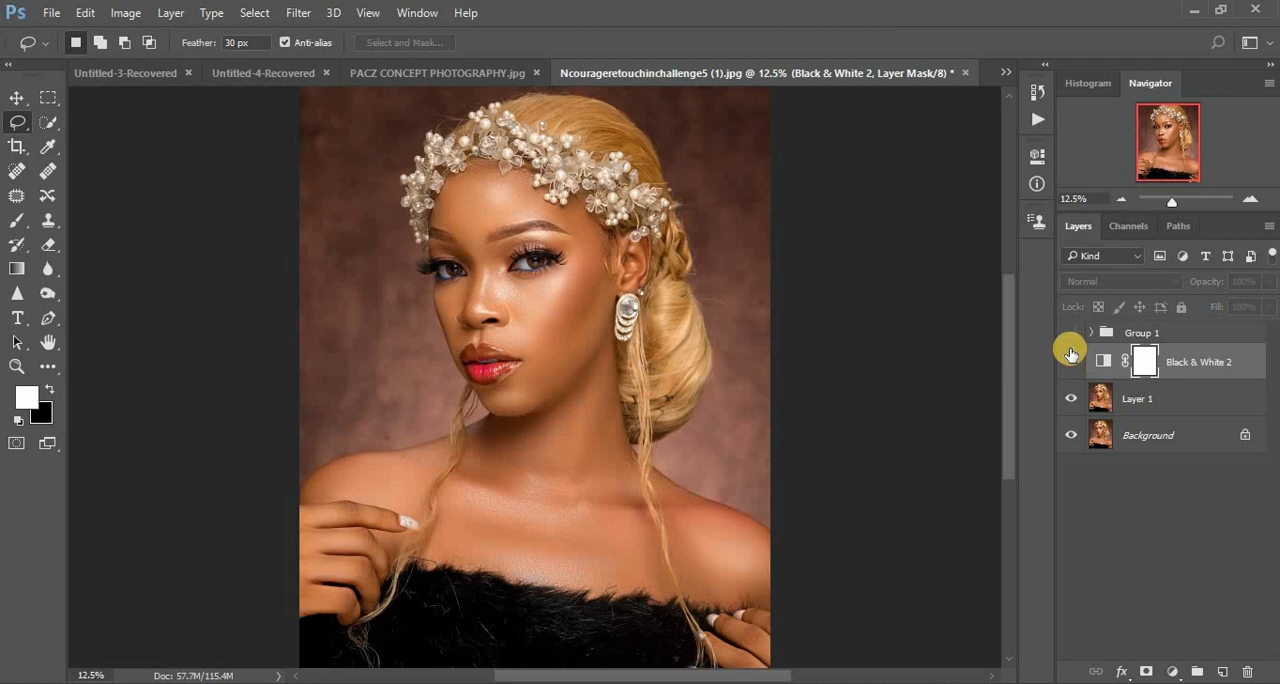 Ps File Edit Image Layer Type Select Filter 3D View Window Help
Feather: 30 px Anti-alias Select and Mask...
Untitled-3-Recovered × Untitled-4-Recovered × PACZ CONCEPT PHOTOGRAPHY.jpg × Ncourageretouchinchallenge5 (1).jpg @ 12.5% (Black & White 2, Layer Mask/8) * ×
Histogram Navigator
12.5%
Layers Channels Paths
Kind
Normal Opacity: 100%
Lock: Fill: 100%
Group 1
Black & White 2
Layer 1
Background
12.5% Doc: 57.7M/115.4M